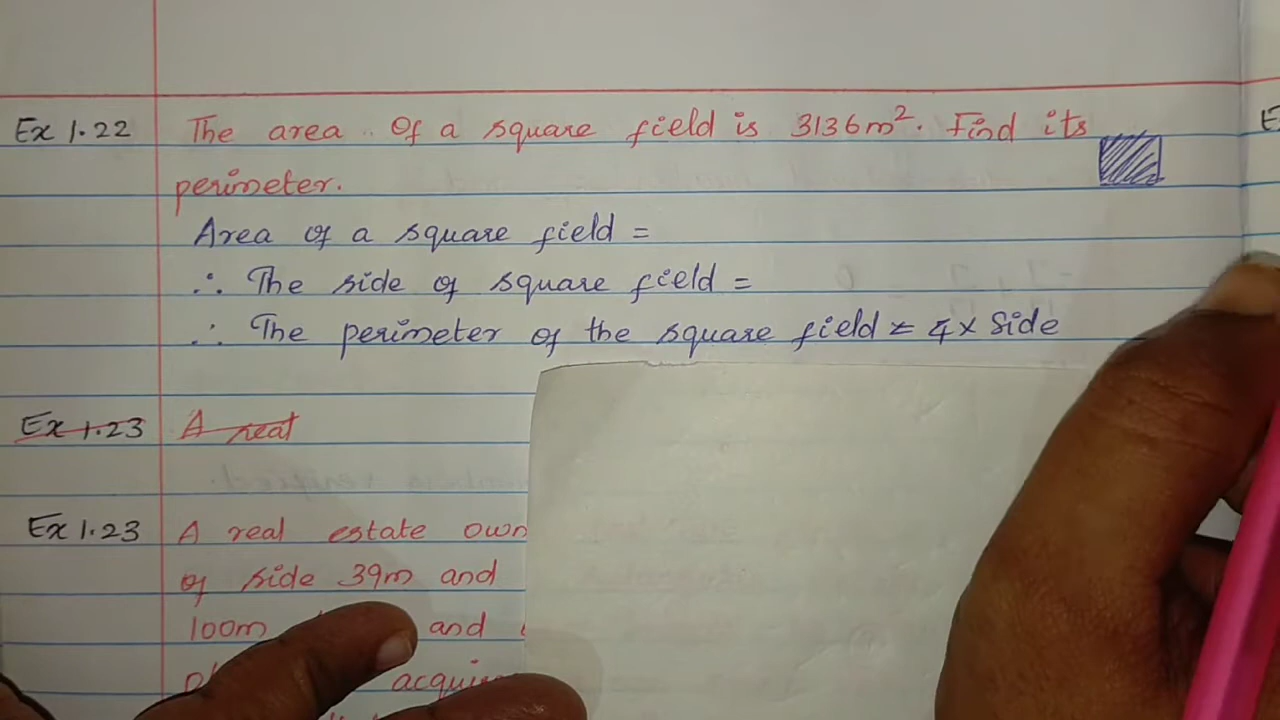 Ex 1.22 The area of a square field is 3136m². Find its
perimeter.
Area of a square field =
∴ The side of square field =
∴ The perimeter of the square field = 4 × Side
Ex 1.23 A real
Ex 1.23 A real estate own
of side 39m and
100m and
acqui